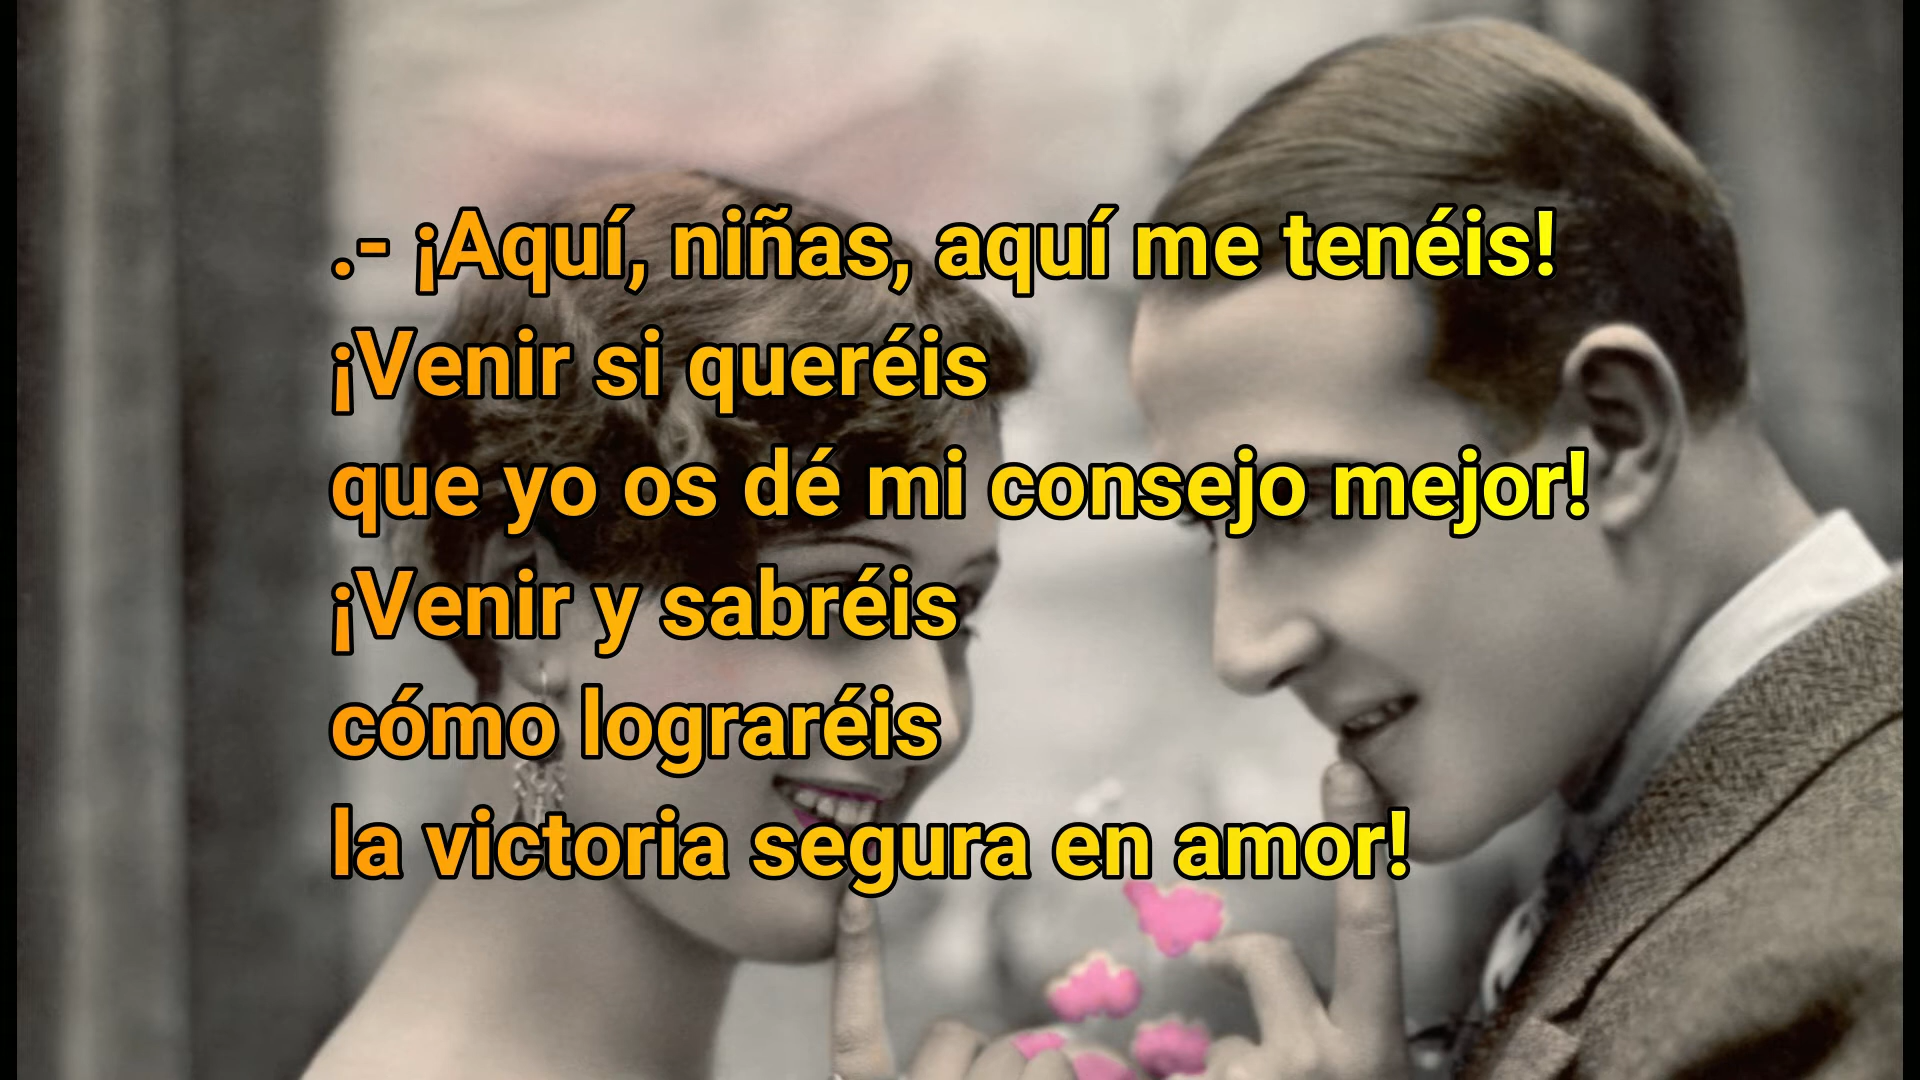 .- ¡Aquí, niñas, aquí me tenéis!
¡Venir si queréis
que yo os dé mi consejo mejor!
¡Venir y sabréis
cómo lograréis
la victoria segura en amor!